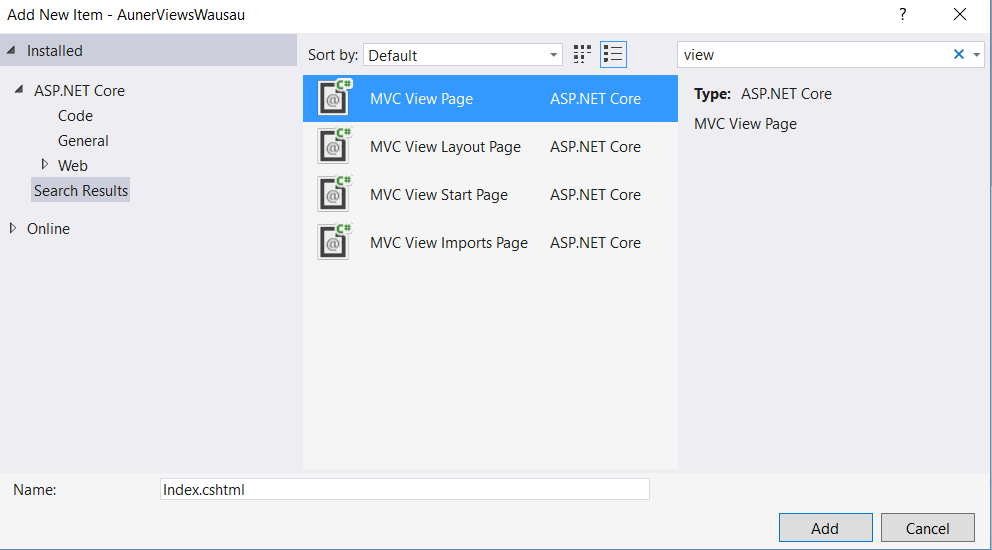 Add New Item - AunerViewsWausau
?
Installed
Sort by: Default
view
ASP.NET Core
Code
General
Web
Search Results
Online
C# @ MVC View Page ASP.NET Core
C# @ MVC View Layout Page ASP.NET Core
C# @ MVC View Start Page ASP.NET Core
C# @ MVC View Imports Page ASP.NET Core
Type: ASP.NET Core
MVC View Page
Name: Index.cshtml
Add Cancel